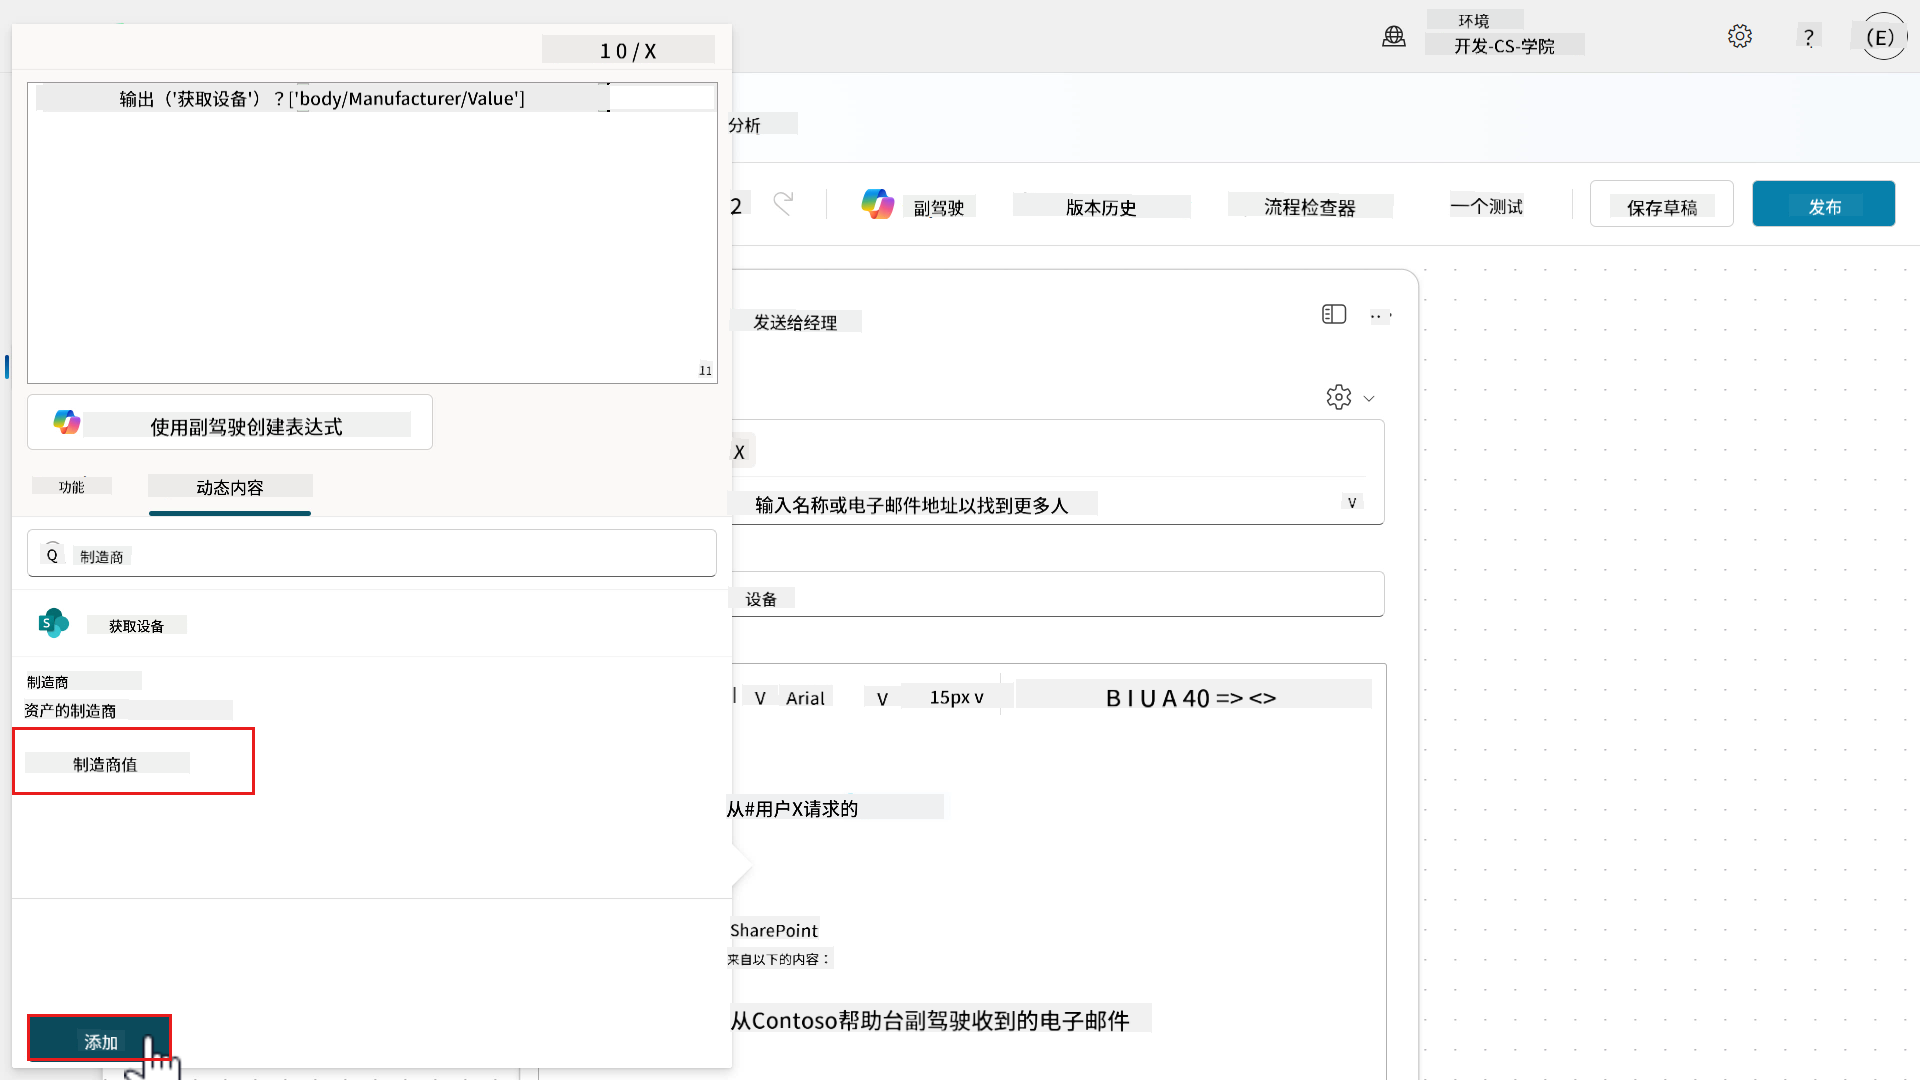 环境
开发-CS-学院
?
(E)
10/X
输出（'获取设备'）？['body/Manufacturer/Value']
11
使用副驾驶创建表达式
功能
动态内容
Q 制造商
S 获取设备
制造商
资产的制造商
制造商值
添加
分析
2
副驾驶
版本历史
流程检查器
一个测试
保存草稿
发布
发送给经理
X
输入名称或电子邮件地址以找到更多人
V
设备
V Arial V 15px v B I U A 40 => <>
从#用户X请求的
SharePoint
来自以下的内容：
从Contoso帮助台副驾驶收到的电子邮件